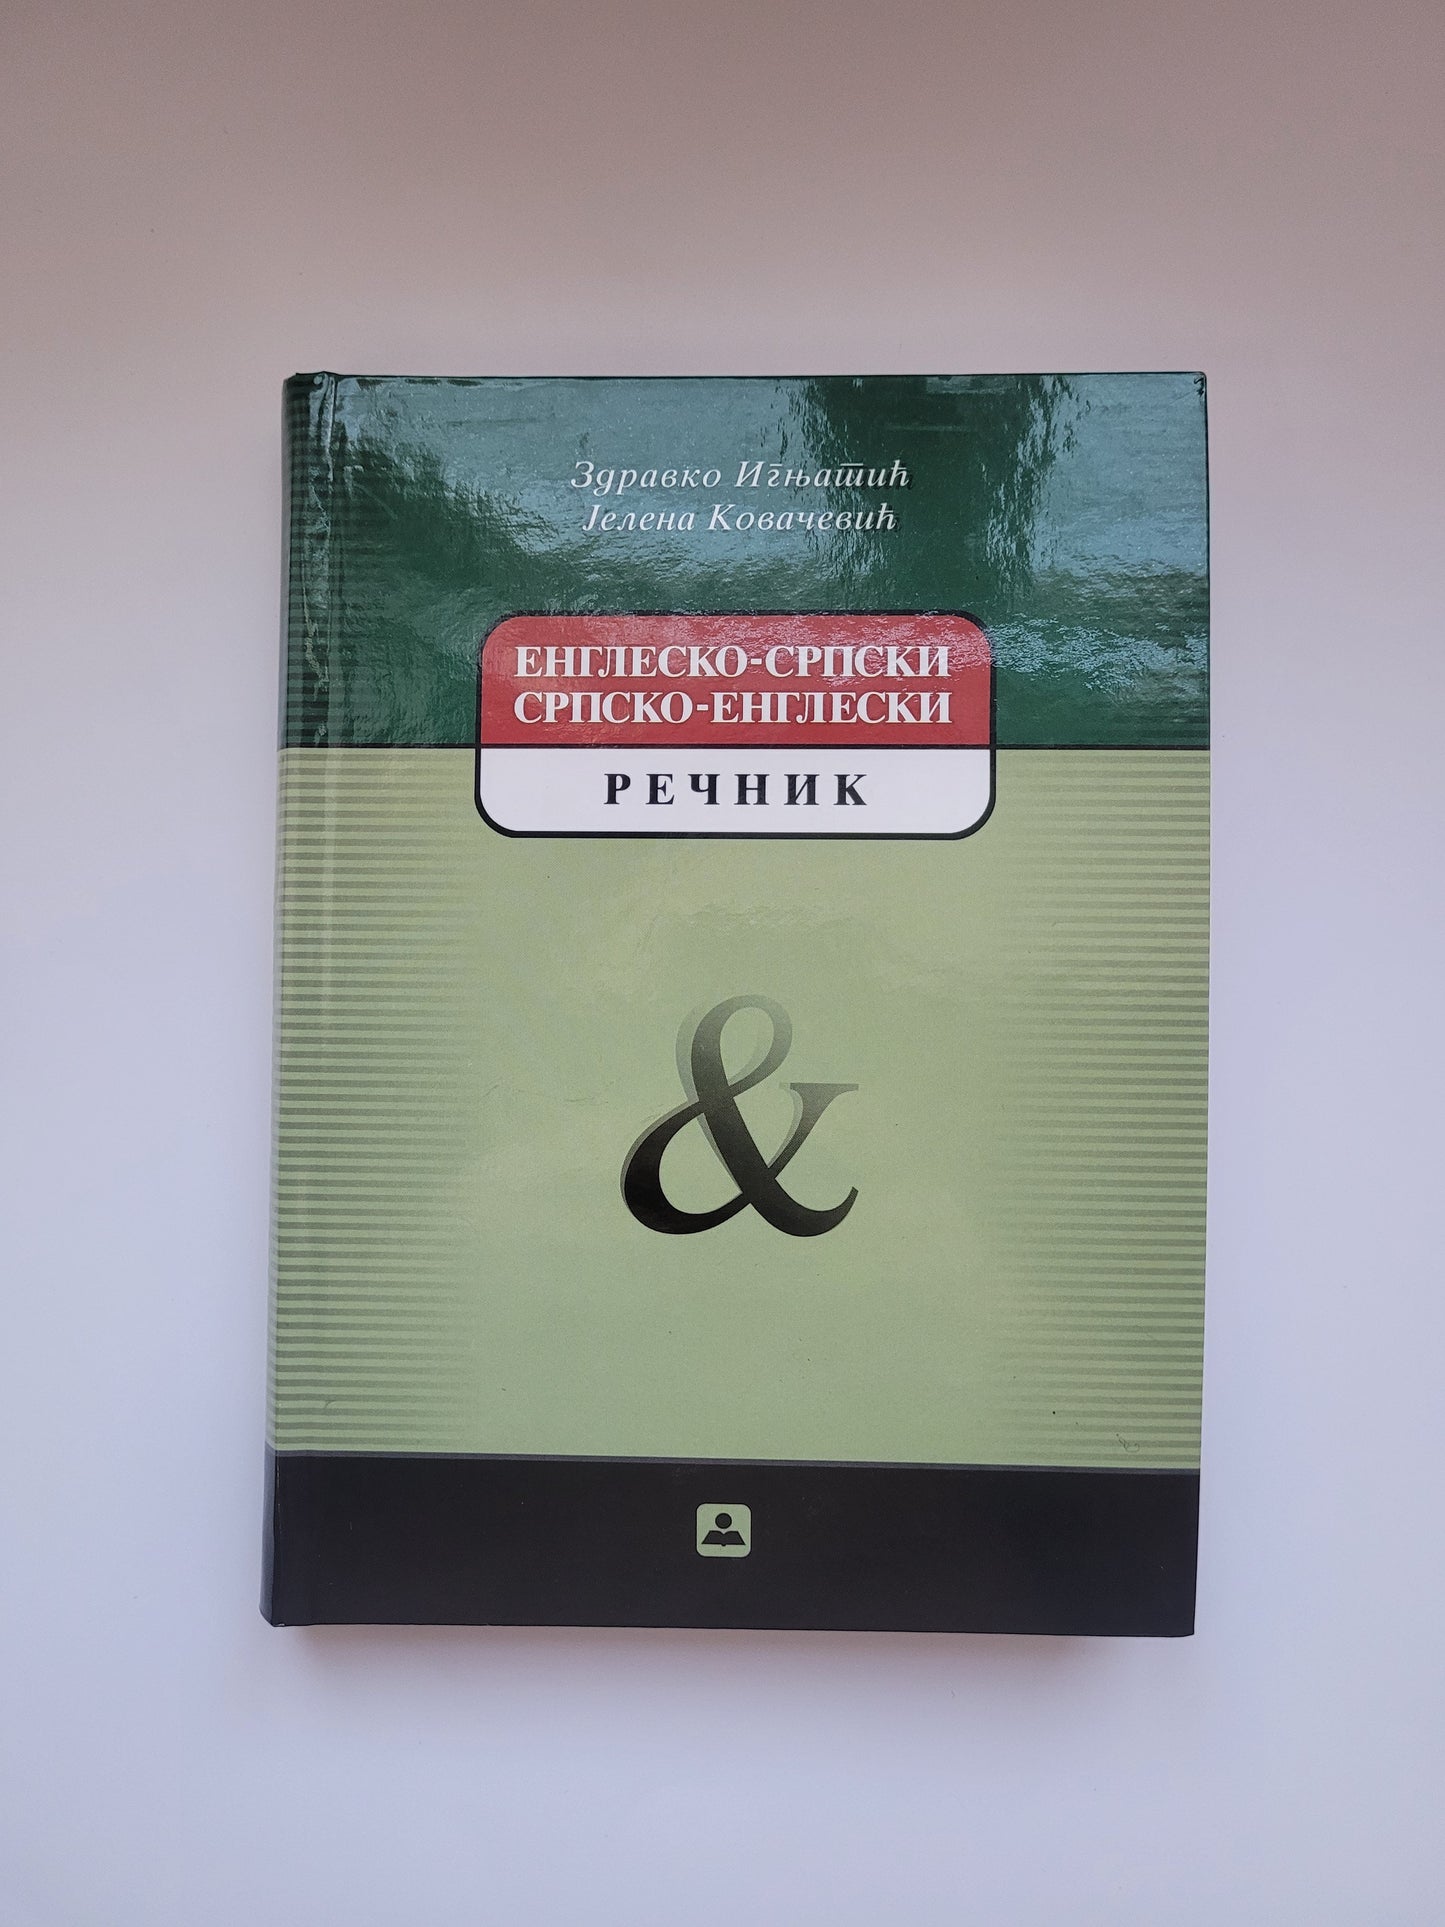 Здравко Игњатић
Јелена Ковачевић
ЕНГЛЕСКО-СРПСКИ
СРПСКО-ЕНГЛЕСКИ
РЕЧНИК
&